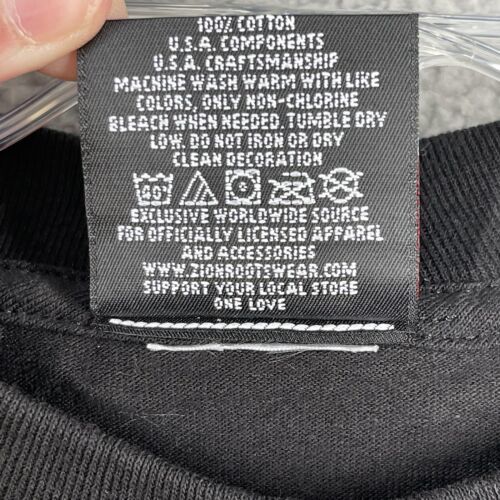 100% COTTON
U.S.A. COMPONENTS
U.S.A. CRAFTSMANSHIP
MACHINE WASH WARM WITH LIKE
COLORS, ONLY NON-CHLORINE
BLEACH WHEN NEEDED. TUMBLE DRY
LOW. DO NOT IRON OR DRY
CLEAN DECORATION.
40°
EXCLUSIVE WORLDWIDE SOURCE
FOR OFFICIALLY LICENSED APPAREL
AND ACCESSORIES
WWW.ZIONROOTSWEAR.COM
SUPPORT YOUR LOCAL STORE
ONE LOVE